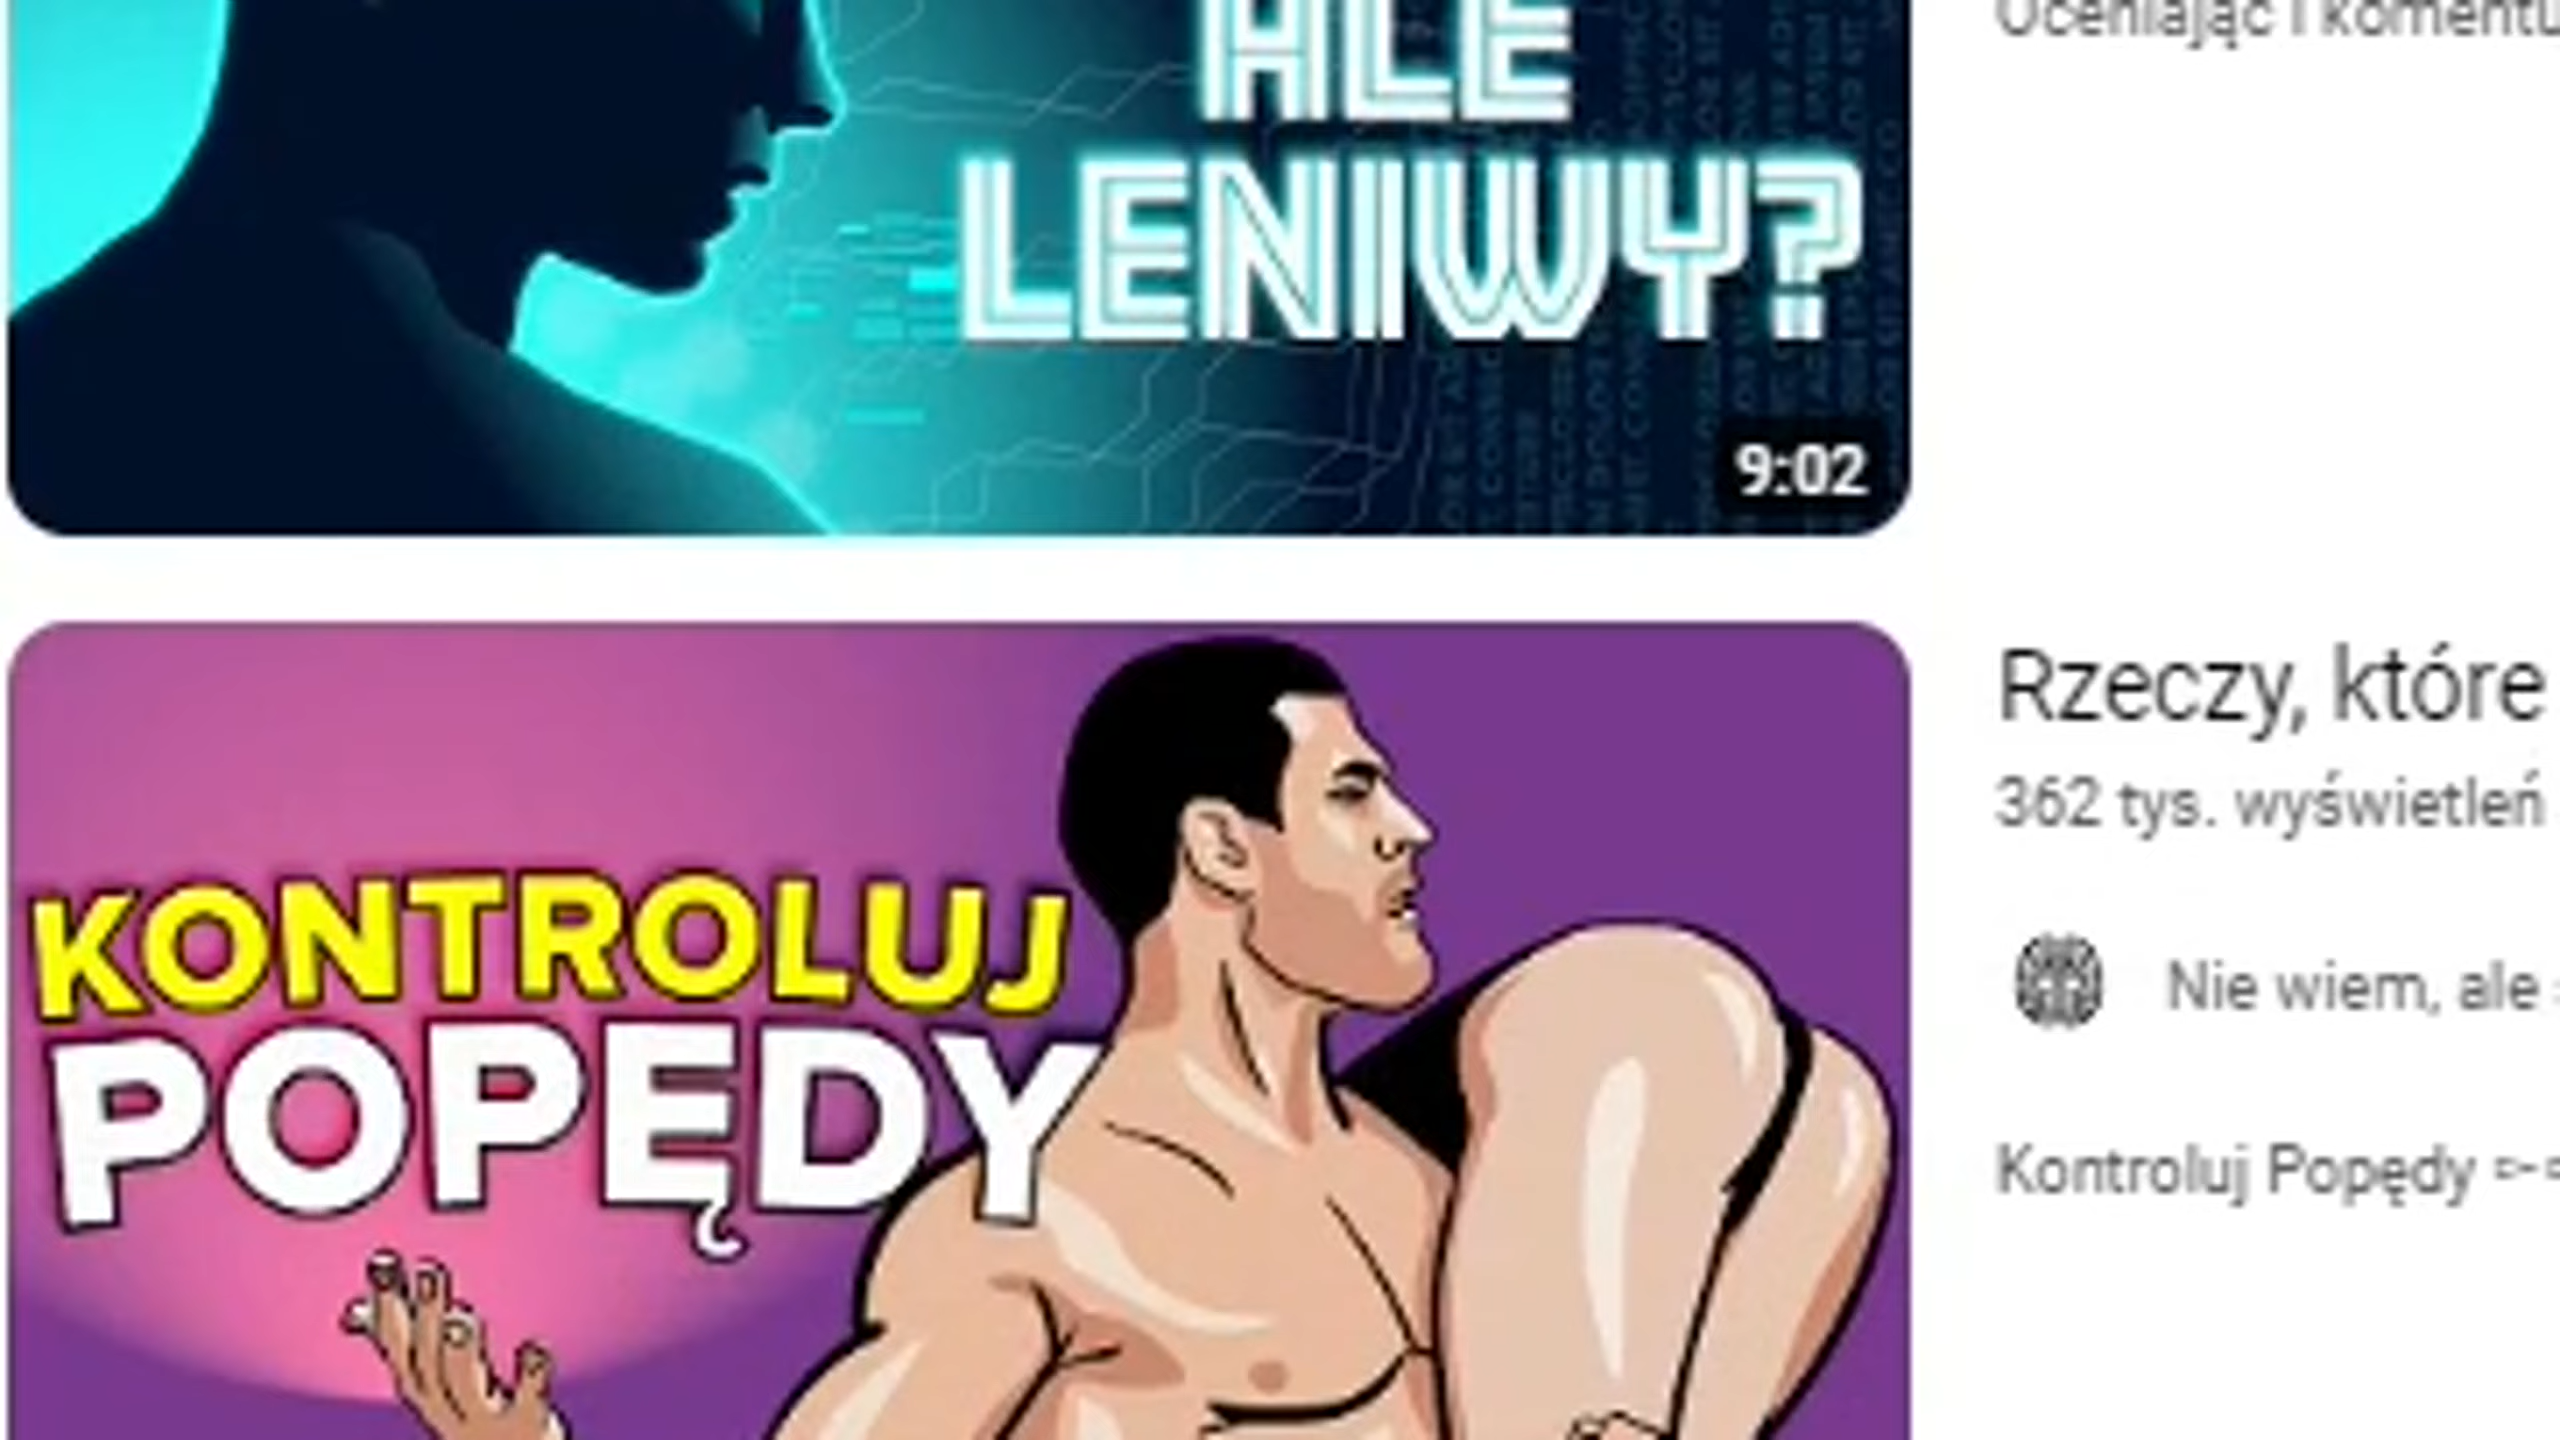 ALE
LENIWY?
9:02
Oceniając i komentu
KONTROLUJ
POPĘDY
Rzeczy, które
362 tys. wyświetleń
Nie wiem, ale
Kontroluj Popędy